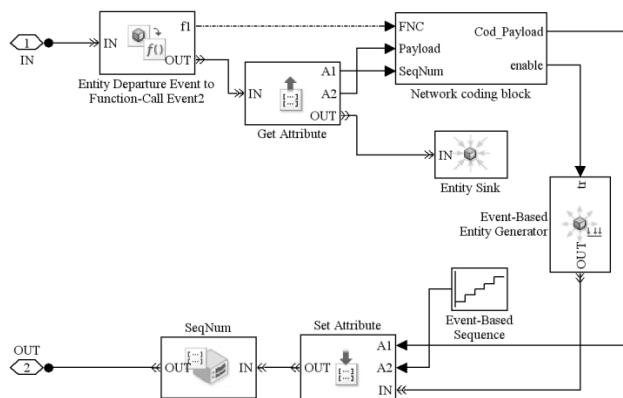 1
IN
IN
f1
f()
OUT
Entity Departure Event to
Function-Call Event2
IN
A1
A2
OUT
Get Attribute
FNC
Payload
SeqNum
Cod_Payload
enable
Network coding block
IN
Entity Sink
tr
OUT
Event-Based
Entity Generator
Event-Based
Sequence
Set Attribute
A1
A2
IN
OUT
SeqNum
IN
OUT
OUT
2